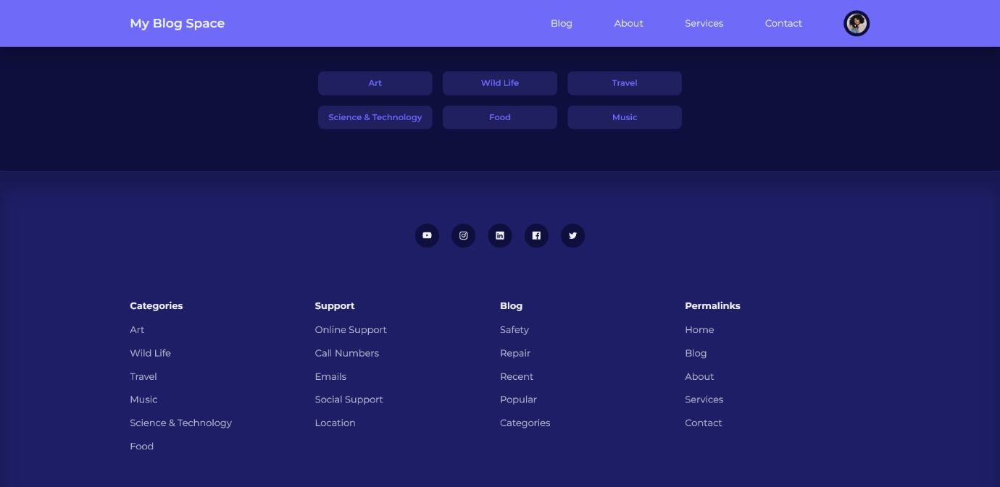 My Blog Space
Blog
About
Services
Contact
Art
Wild Life
Travel
Science & Technology
Food
Music
Categories
Art
Wild Life
Travel
Music
Science & Technology
Food
Support
Online Support
Call Numbers
Emails
Social Support
Location
Blog
Safety
Repair
Recent
Popular
Categories
Permalinks
Home
Blog
About
Services
Contact